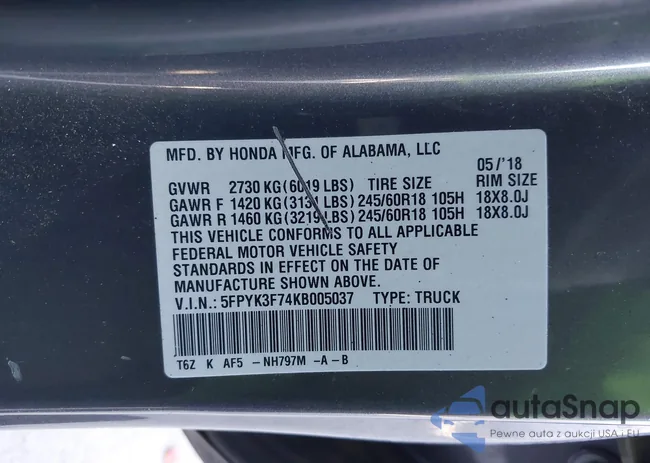 MFD. BY HONDA MFG. OF ALABAMA, LLC
05/'18
GVWR 2730 KG(6019 LBS) TIRE SIZE RIM SIZE
GAWR F 1420 KG(3131 LBS) 245/60R18 105H 18X8.0J
GAWR R 1460 KG(3219 LBS) 245/60R18 105H 18X8.0J
THIS VEHICLE CONFORMS TO ALL APPLICABLE
FEDERAL MOTOR VEHICLE SAFETY
STANDARDS IN EFFECT ON THE DATE OF
MANUFACTURE SHOWN ABOVE.
V.I.N.: 5FPYK3F74KB005037 TYPE: TRUCK
T6Z K AF5 -NH797M -A-B
autaSnap
Pewne auta z aukcji USA i EU